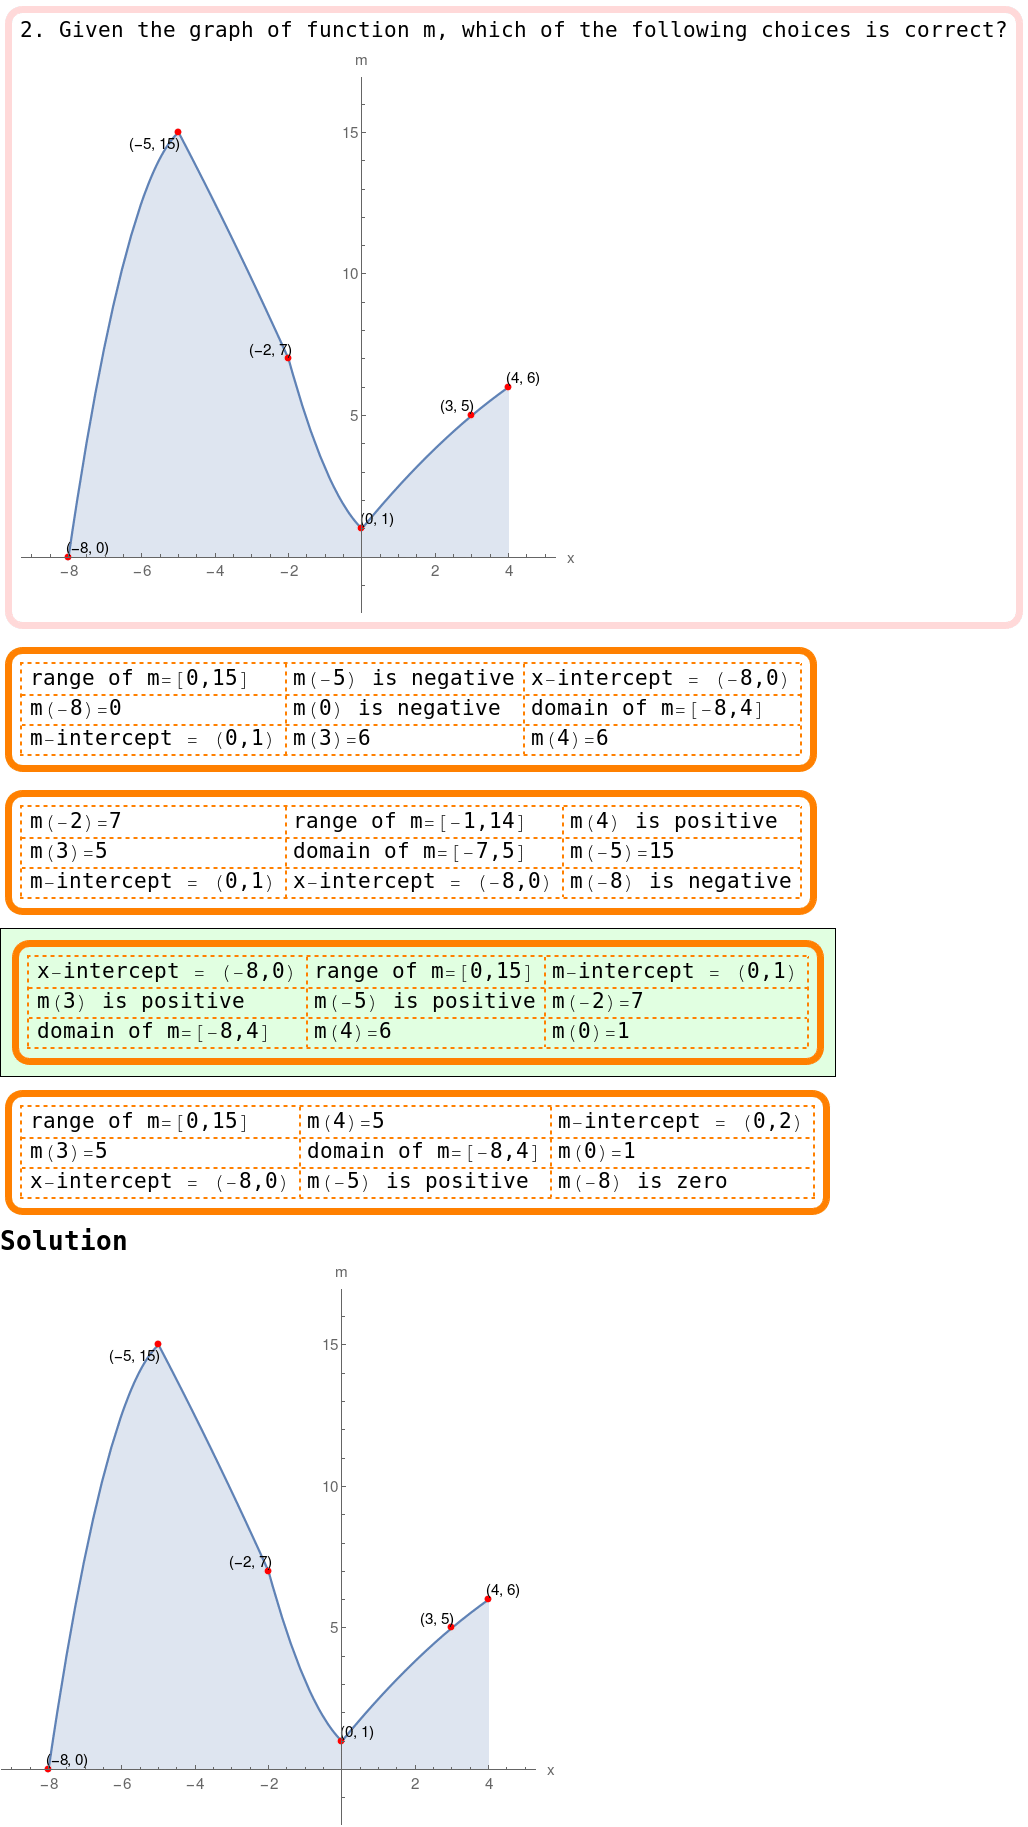 2. Given the graph of function m, which of the following choices is correct?
m
15
(−5, 15)
10
(−2, 7)
(4, 6)
(3, 5)
5
(0, 1)
(−8, 0)
x
−8 −6 −4 −2 2 4
range of m=[0,15] m(−5) is negative x−intercept = (−8,0)
m(−8)=0 m(0) is negative domain of m=[−8,4]
m−intercept = (0,1) m(3)=6 m(4)=6
m(−2)=7 range of m=[−1,14] m(4) is positive
m(3)=5 domain of m=[−7,5] m(−5)=15
m−intercept = (0,1) x−intercept = (−8,0) m(−8) is negative
x−intercept = (−8,0) range of m=[0,15] m−intercept = (0,1)
m(3) is positive m(−5) is positive m(−2)=7
domain of m=[−8,4] m(4)=6 m(0)=1
range of m=[0,15] m(4)=5 m−intercept = (0,2)
m(3)=5 domain of m=[−8,4] m(0)=1
x−intercept = (−8,0) m(−5) is positive m(−8) is zero
Solution
m
15
(−5, 15)
10
(−2, 7)
(4, 6)
(3, 5)
5
(0, 1)
(−8, 0)
x
−8 −6 −4 −2 2 4